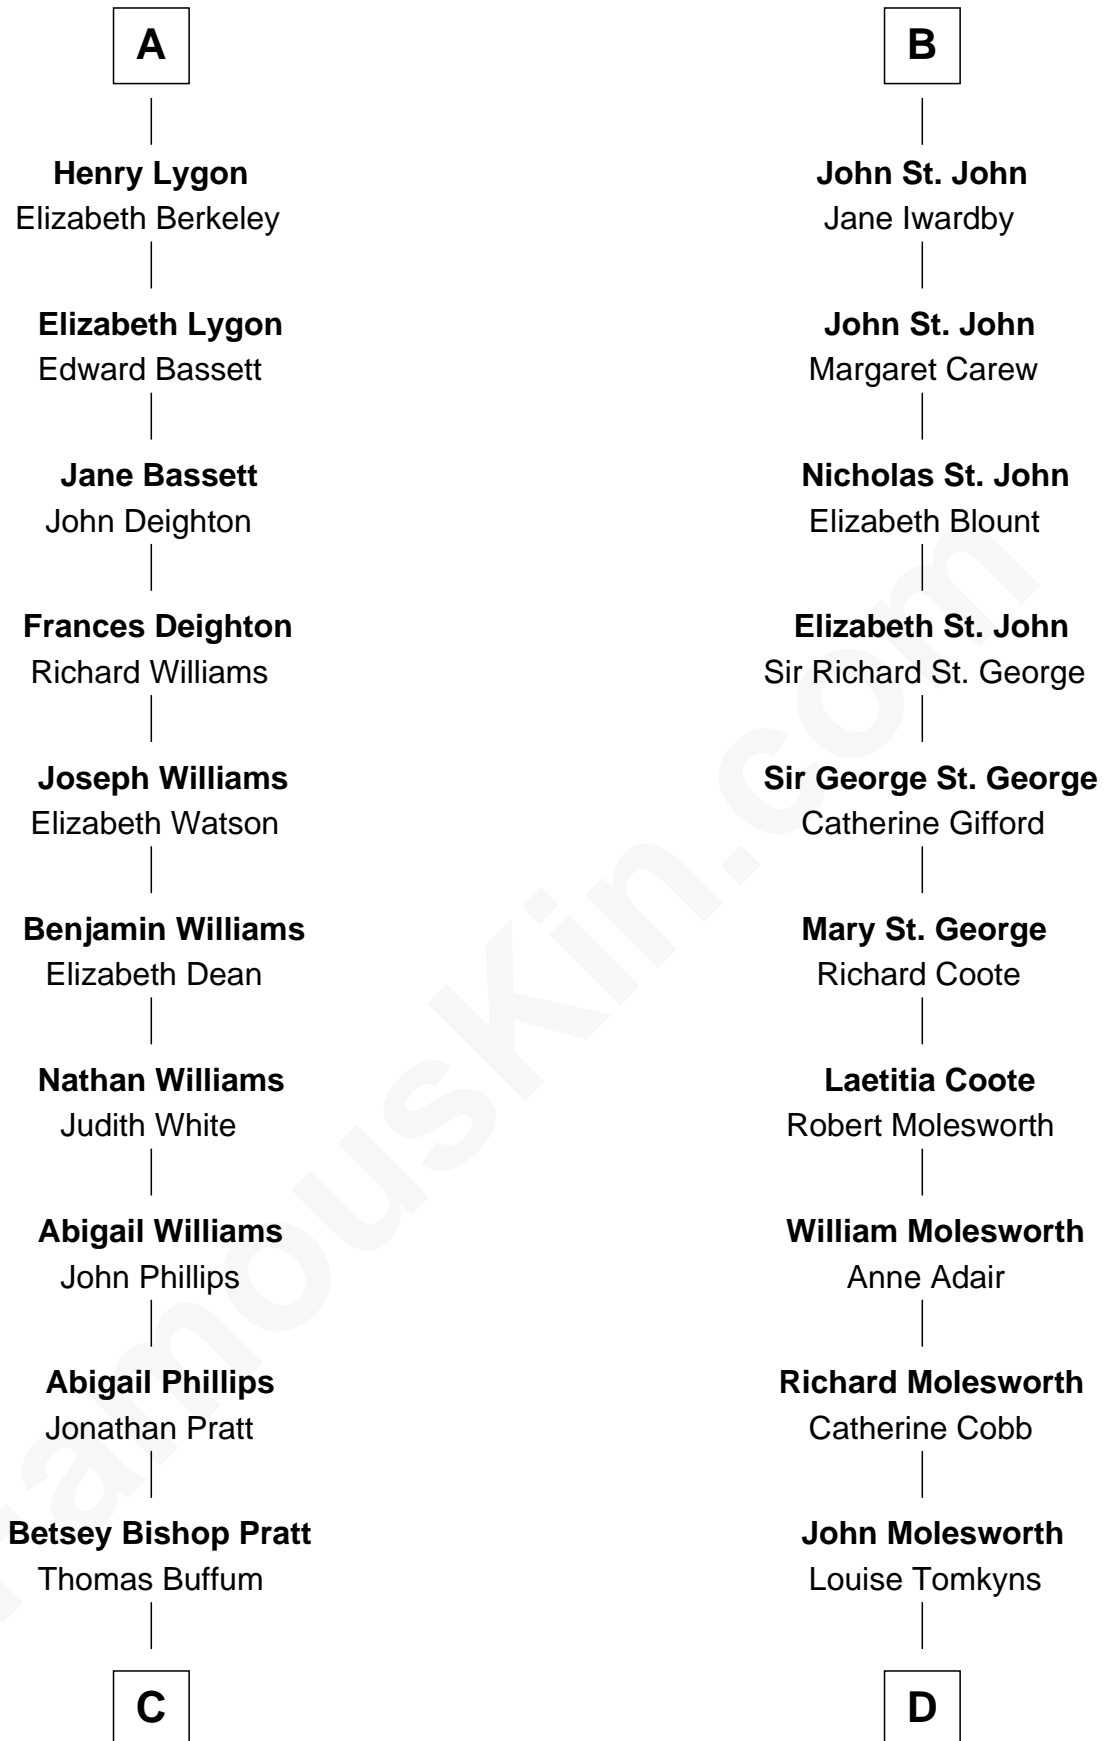 A
Henry Lygon
Elizabeth Berkeley
Elizabeth Lygon
Edward Bassett
Jane Bassett
John Deighton
Frances Deighton
Richard Williams
Joseph Williams
Elizabeth Watson
Benjamin Williams
Elizabeth Dean
Nathan Williams
Judith White
Abigail Williams
John Phillips
Abigail Phillips
Jonathan Pratt
Betsey Bishop Pratt
Thomas Buffum
C
B
John St. John
Jane Iwardby
John St. John
Margaret Carew
Nicholas St. John
Elizabeth Blount
Elizabeth St. John
Sir Richard St. George
Sir George St. George
Catherine Gifford
Mary St. George
Richard Coote
Laetitia Coote
Robert Molesworth
William Molesworth
Anne Adair
Richard Molesworth
Catherine Cobb
John Molesworth
Louise Tomkyns
D
FamousKin.com